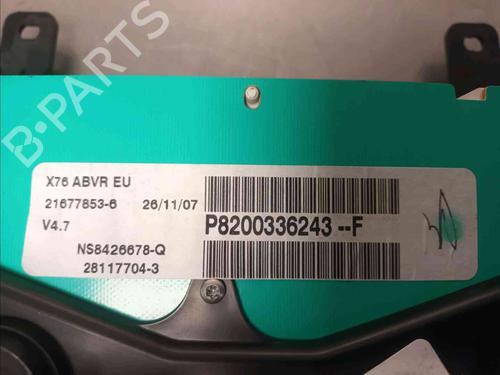 B-PARTS
X76 ABVR EU
21677853-6 26/11/07
V4.7
P8200336243 --F
NS8426678-Q
28117704-3